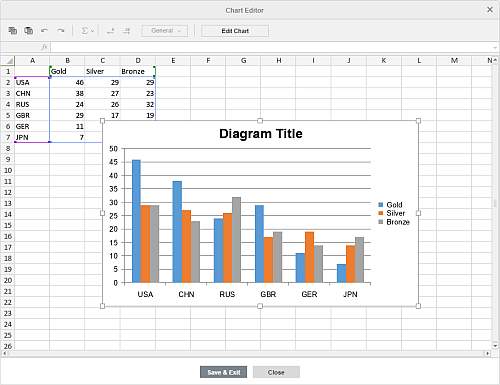 Chart Editor
General
Edit Chart
fx
A B C D E F G H I J K L M N
1 Gold Silver Bronze
2 USA 46 29 29
3 CHN 38 27 23
4 RUS 24 26 32
5 GBR 29 17 19
6 GER 11
7 JPN 7
8
9
10
11
12
13
14
15
16
17
18
19
20
21
22
23
24
25
26
Diagram Title
50
45
40
35
30
25
20
15
10
5
0
USA CHN RUS GBR GER JPN
Gold
Silver
Bronze
Save & Exit Close